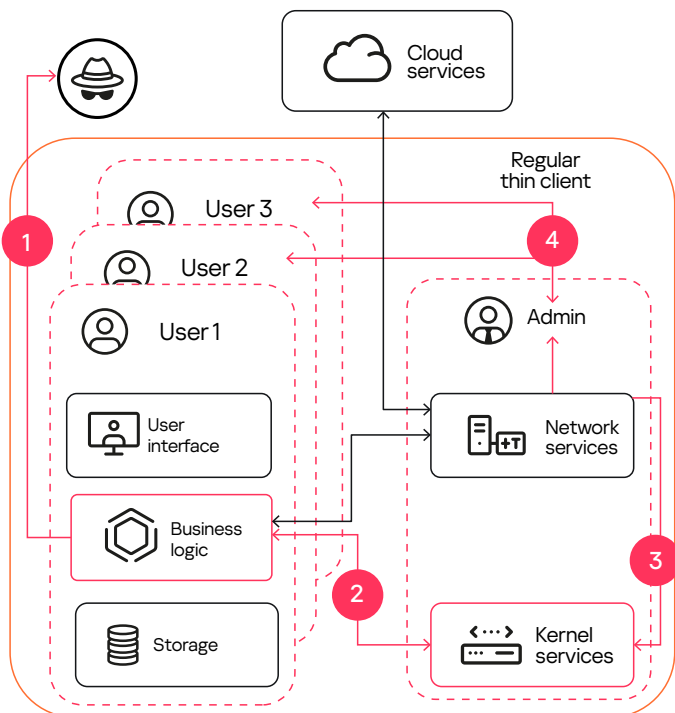 Cloud
services
Regular
thin client
User 3
1
4
User 2
Admin
User 1
User
interface
+T
Network
services
Business
logic
3
2
Kernel
services
Storage